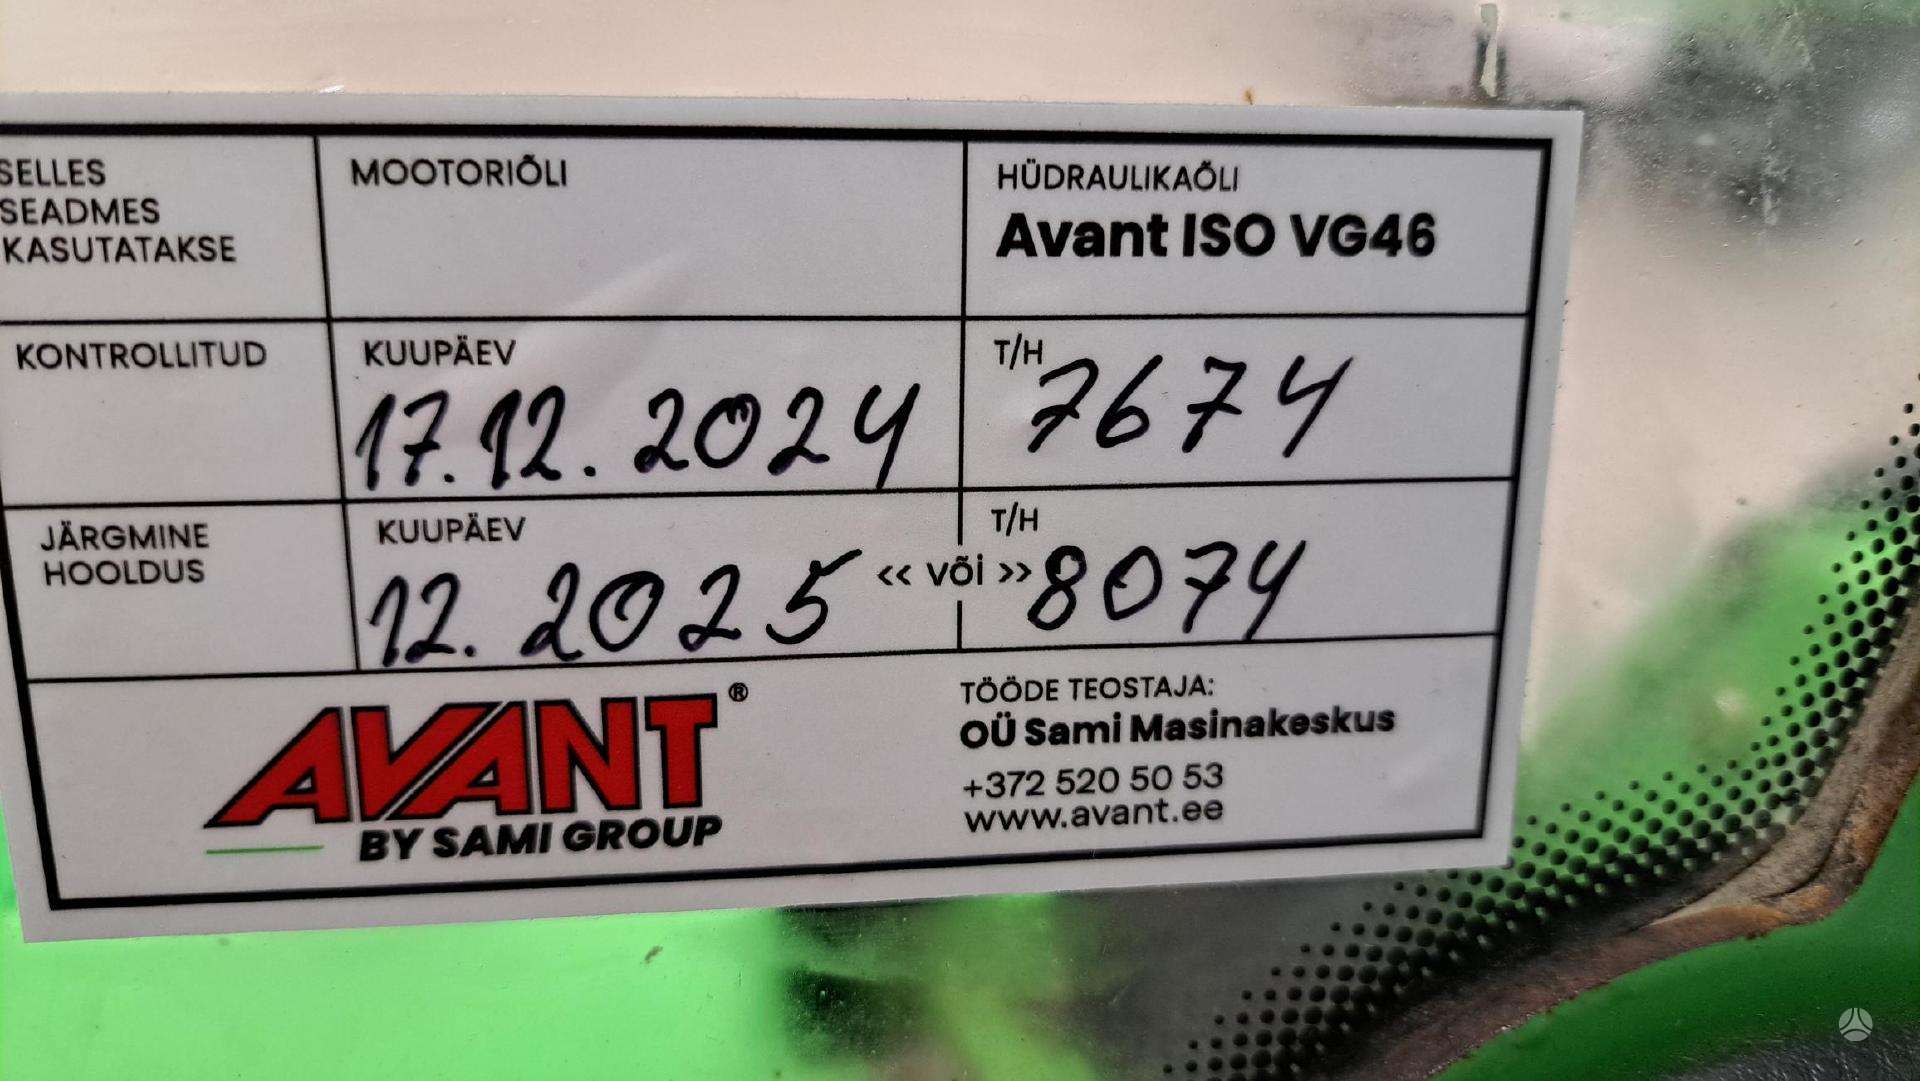 SELLES
SEADMES
KASUTATAKSE
MOOTORIÕLI
HÜDRAULIKAÕLI
Avant ISO VG46
KONTROLLITUD
KUUPÄEV
17.12.2024
T/H
7674
JÄRGMINE
HOOLDUS
KUUPÄEV
12.2025
<< või >>
T/H
8074
AVANT®
BY SAMI GROUP
TÖÖDE TEOSTAJA:
OÜ Sami Masinakeskus
+372 520 50 53
www.avant.ee